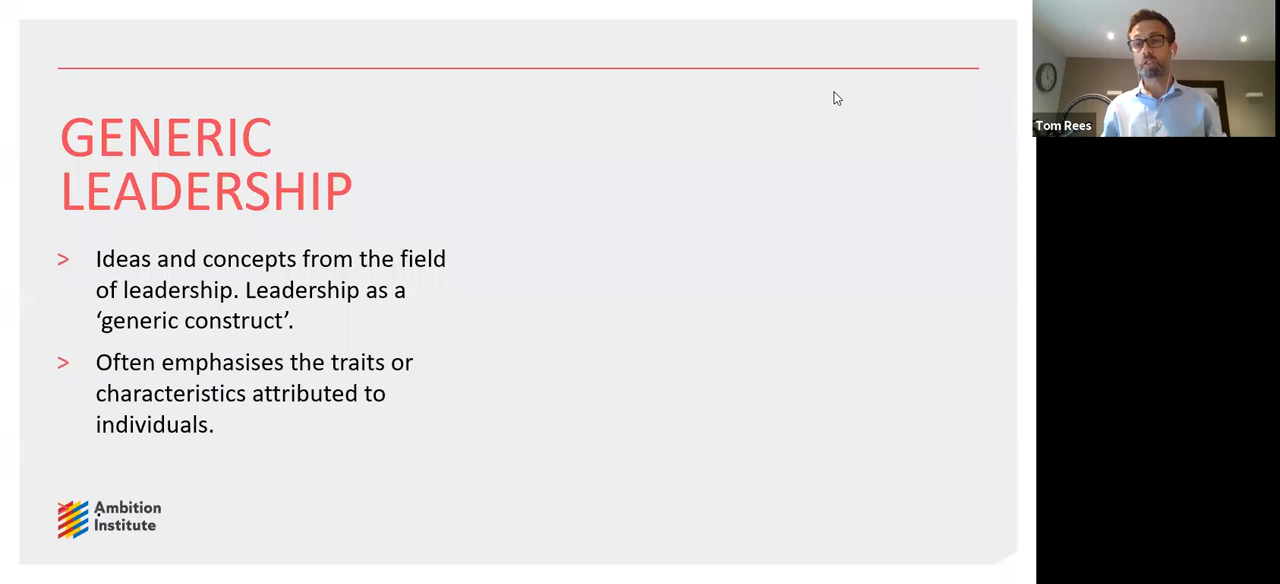 GENERIC
LEADERSHIP
> Ideas and concepts from the field
of leadership. Leadership as a
‘generic construct’.
> Often emphasises the traits or
characteristics attributed to
individuals.
Ambition
Institute
Tom Rees